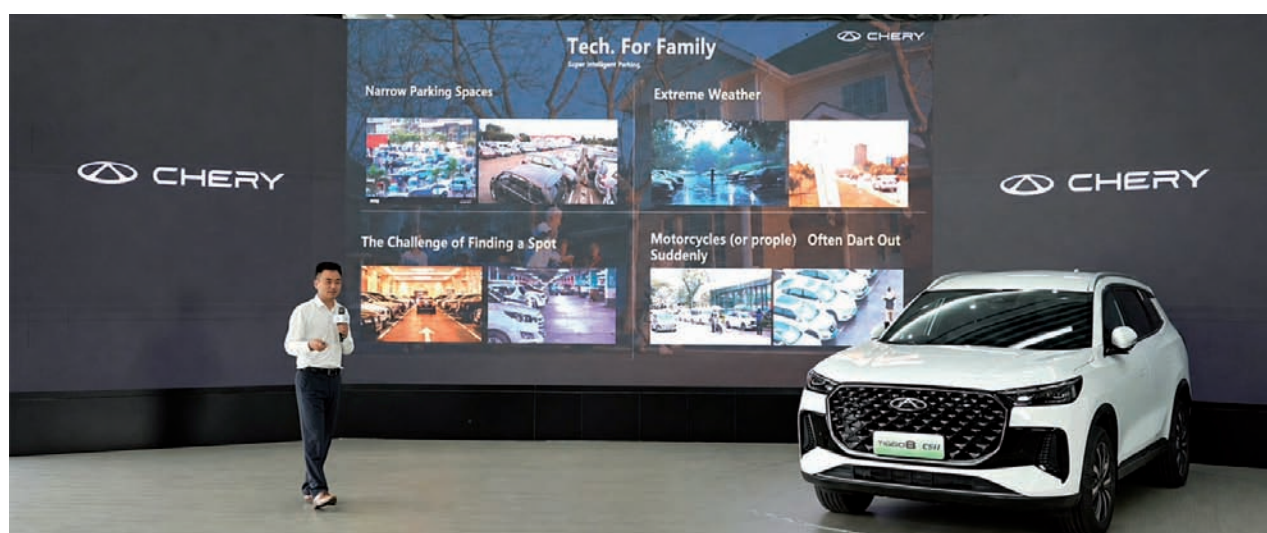 Tech. For Family
CHERY
Super Intelligent Parking
Narrow Parking Spaces
Extreme Weather
CHERY
CHERY
The Challenge of Finding a Spot
Motorcycles (or prople) Often Dart Out
Suddenly
TIGGO8 CSH